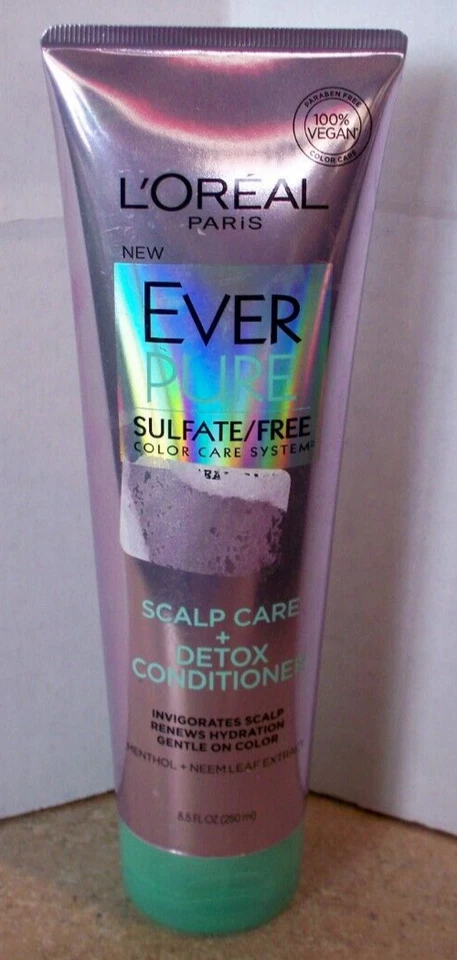 PARABEN FREE
100%
VEGAN*
COLOR CARE
L'ORÉAL
PARiS
NEW
EVER
PURE
SULFATE/FREE
COLOR CARE SYSTEM
SCALP CARE
+
DETOX
CONDITIONER
INVIGORATES SCALP
RENEWS HYDRATION
GENTLE ON COLOR
MENTHOL + NEEM LEAF EXTRACT
8.5 FL OZ (250 ml)